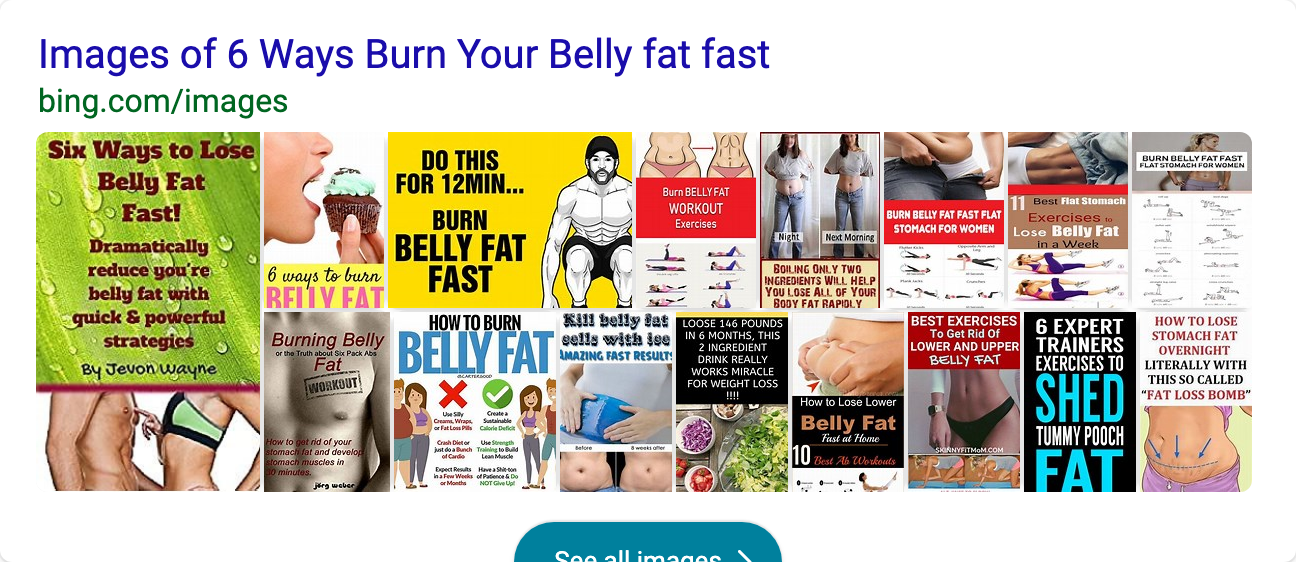 Images of 6 Ways Burn Your Belly fat fast
bing.com/images
Six Ways to Lose
Belly Fat
Fast!
Dramatically
reduce you're
belly fat with
quick & powerful
strategies
By Jevon Wayne
6 ways to burn
BELLY FAT
DO THIS
FOR 12MIN...
BURN
BELLY FAT
FAST
Burn BELLY FAT
WORKOUT
Exercises
Night
Next Morning
BOILING ONLY TWO
INGREDIENTS WILL HELP
YOU LOSE ALL OF YOUR
BODY FAT RAPIDLY
BURN BELLY FAT FAST FLAT
STOMACH FOR WOMEN
11 Best Flat Stomach
Exercises to
Lose Belly Fat
in a Week
BURN BELLY FAT FAST
FLAT STOMACH FOR WOMEN
Burning Belly
or the Truth about Six Pack Abs
Fat
WORKOUT
How to get rid of your
stomach fat and develop
stomach muscles in
30 minutes.
jörg weber
HOW TO BURN
BELLY FAT
Use Silly
Creams, Wraps,
or Fat Loss Pills
Crash Diet or
just do a Bunch
of Cardio
Expect Results
in a Few Weeks
or Months
Create a
Sustainable
Calorie Deficit
Use Strength
Training to Build
Lean Muscle
Have a Shit-ton
of Patience & Do
NOT Give Up!
Kill belly fat
cells with ice
AMAZING FAST RESULTS
Before
8 weeks after
LOOSE 146 POUNDS
IN 6 MONTHS, THIS
2 INGREDIENT
DRINK REALLY
WORKS MIRACLE
FOR WEIGHT LOSS
!!!!
How to Lose Lower
Belly Fat
Fast at Home
10 Best Ab Workouts
BEST EXERCISES
To Get Rid Of
LOWER AND UPPER
BELLY FAT
SKINNYFITMOM.COM
6 EXPERT
TRAINERS
EXERCISES TO
SHED
TUMMY POOCH
FAT
HOW TO LOSE
STOMACH FAT
OVERNIGHT
LITERALLY WITH
THIS SO CALLED
“FAT LOSS BOMB”
See all images